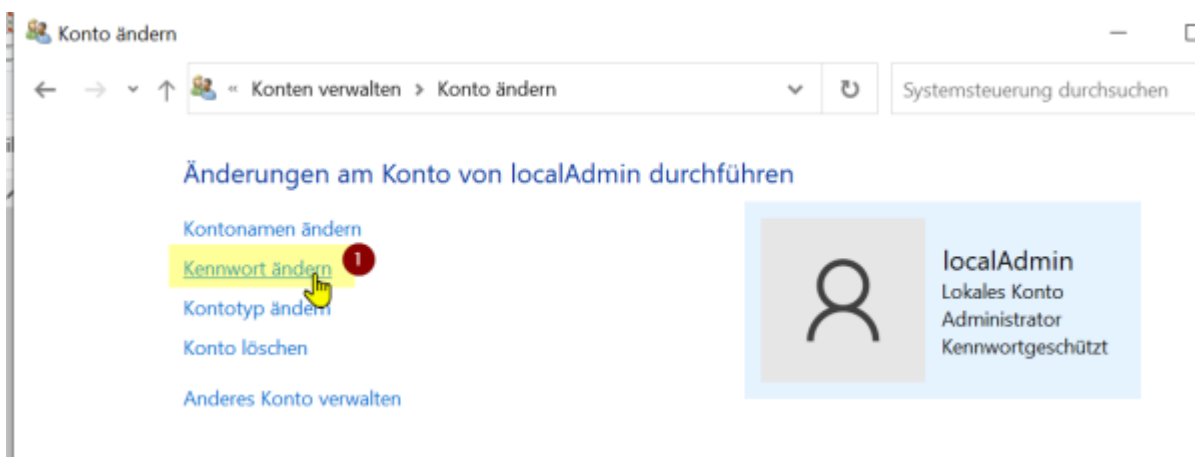 Konto ändern
« Konten verwalten > Konto ändern
Systemsteuerung durchsuchen
Änderungen am Konto von localAdmin durchführen
Kontonamen ändern
Kennwort ändern
1
Kontotyp ändern
Konto löschen
Anderes Konto verwalten
localAdmin
Lokales Konto
Administrator
Kennwortgeschützt